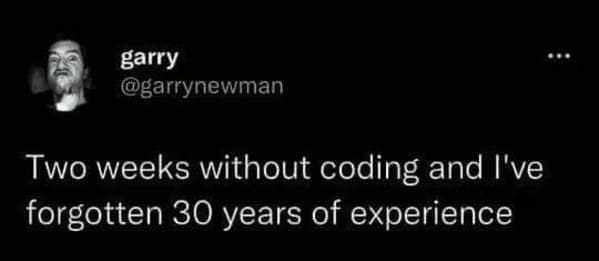 garry
@garrynewman
Two weeks without coding and I've
forgotten 30 years of experience